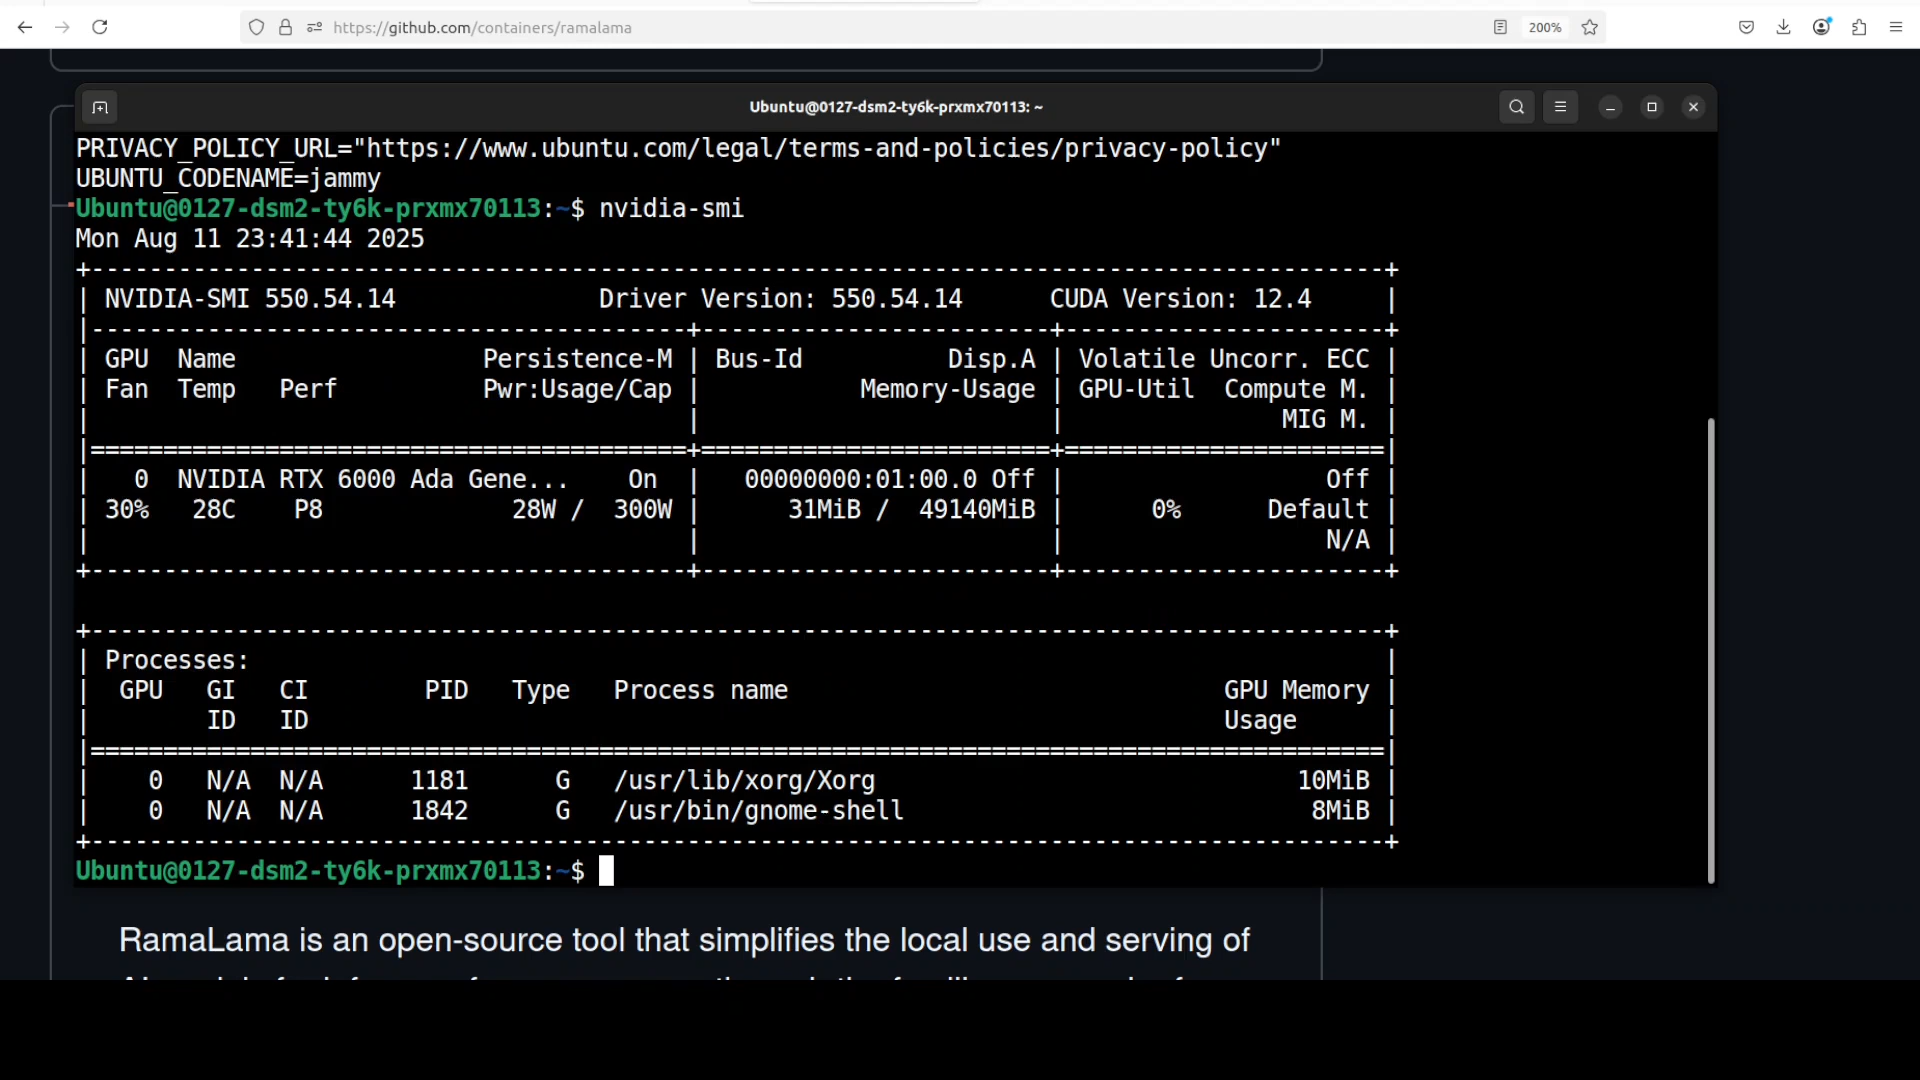 https://github.com/containers/ramalama
200%
Ubuntu@0127-dsm2-ty6k-prxmx70113: ~
PRIVACY_POLICY_URL="https://www.ubuntu.com/legal/terms-and-policies/privacy-policy"
UBUNTU_CODENAME=jammy
Ubuntu@0127-dsm2-ty6k-prxmx70113:~$ nvidia-smi
Mon Aug 11 23:41:44 2025
+-----------------------------------------------------------------------------------------+
| NVIDIA-SMI 550.54.14              Driver Version: 550.54.14      CUDA Version: 12.4     |
|-----------------------------------------+------------------------+----------------------+
| GPU  Name                 Persistence-M | Bus-Id          Disp.A | Volatile Uncorr. ECC |
| Fan  Temp   Perf          Pwr:Usage/Cap |           Memory-Usage | GPU-Util  Compute M. |
|                                         |                        |               MIG M. |
|=========================================+========================+======================|
|   0  NVIDIA RTX 6000 Ada Gene...    On  |   00000000:01:00.0 Off |                  Off |
| 30%   28C    P8             28W /  300W |      31MiB /  49140MiB |      0%      Default |
|                                         |                        |                  N/A |
+-----------------------------------------+------------------------+----------------------+
+-----------------------------------------------------------------------------------------+
| Processes:                                                                              |
|  GPU   GI   CI        PID   Type   Process name                              GPU Memory |
|        ID   ID                                                               Usage      |
|=========================================================================================|
|    0   N/A  N/A      1181      G   /usr/lib/xorg/Xorg                             10MiB |
|    0   N/A  N/A      1842      G   /usr/bin/gnome-shell                            8MiB |
+-----------------------------------------------------------------------------------------+
Ubuntu@0127-dsm2-ty6k-prxmx70113:~$
RamaLama is an open-source tool that simplifies the local use and serving of